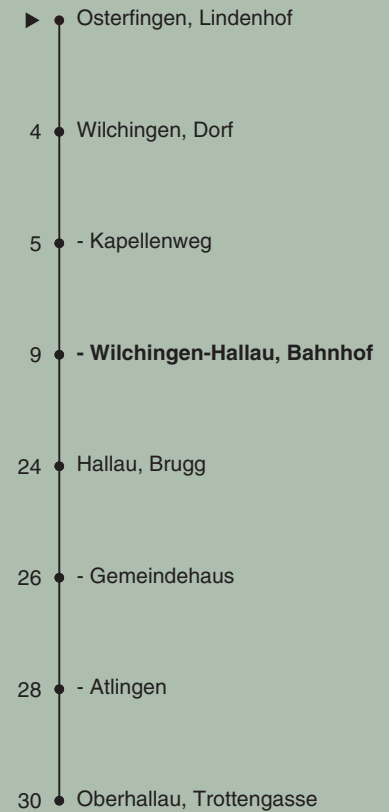 Osterfingen, Lindenhof
4 Wilchingen, Dorf
5 - Kapellenweg
9 - Wilchingen-Hallau, Bahnhof
24 Hallau, Brugg
26 - Gemeindehaus
28 - Atlingen
30 Oberhallau, Trottengasse